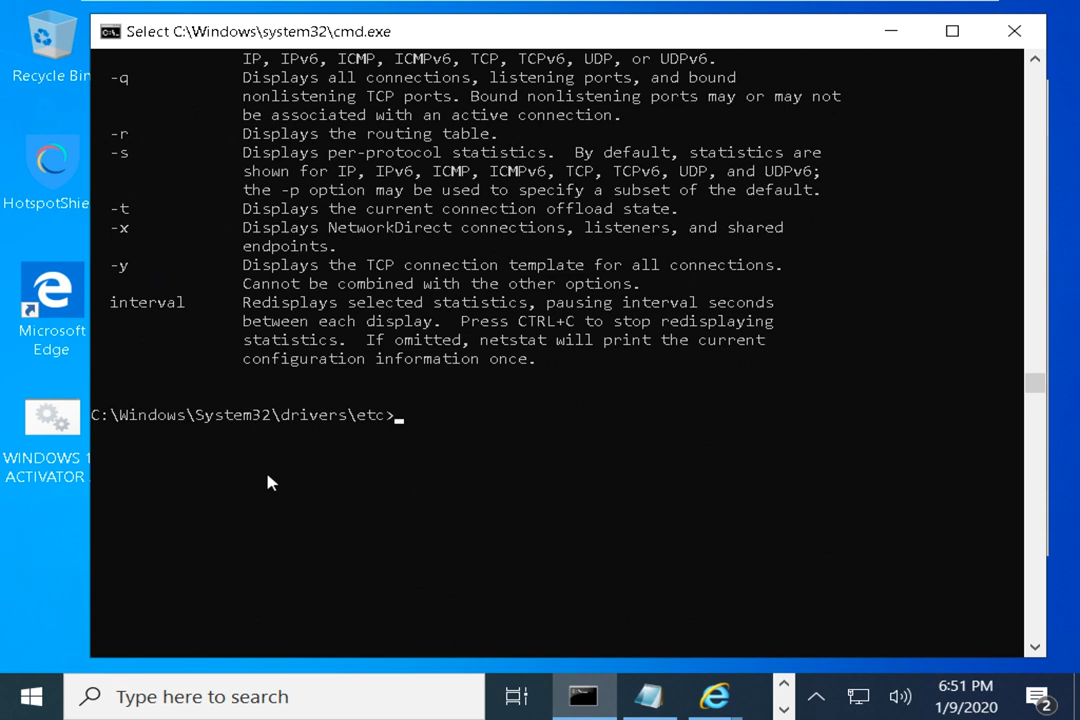 Select C:\Windows\system32\cmd.exe
IP, IPv6, ICMP, ICMPv6, TCP, TCPv6, UDP, or UDPv6.
-q Displays all connections, listening ports, and bound
nonlistening TCP ports. Bound nonlistening ports may or may not
be associated with an active connection.
-r Displays the routing table.
-s Displays per-protocol statistics. By default, statistics are
shown for IP, IPv6, ICMP, ICMPv6, TCP, TCPv6, UDP, and UDPv6;
the -p option may be used to specify a subset of the default.
-t Displays the current connection offload state.
-x Displays NetworkDirect connections, listeners, and shared
endpoints.
-y Displays the TCP connection template for all connections.
Cannot be combined with the other options.
interval Redisplays selected statistics, pausing interval seconds
between each display. Press CTRL+C to stop redisplaying
statistics. If omitted, netstat will print the current
configuration information once.
C:\Windows\System32\drivers\etc>
Recycle Bin
HotspotShie
Microsoft
Edge
WINDOWS 1
ACTIVATOR
Type here to search
6:51 PM
1/9/2020
2